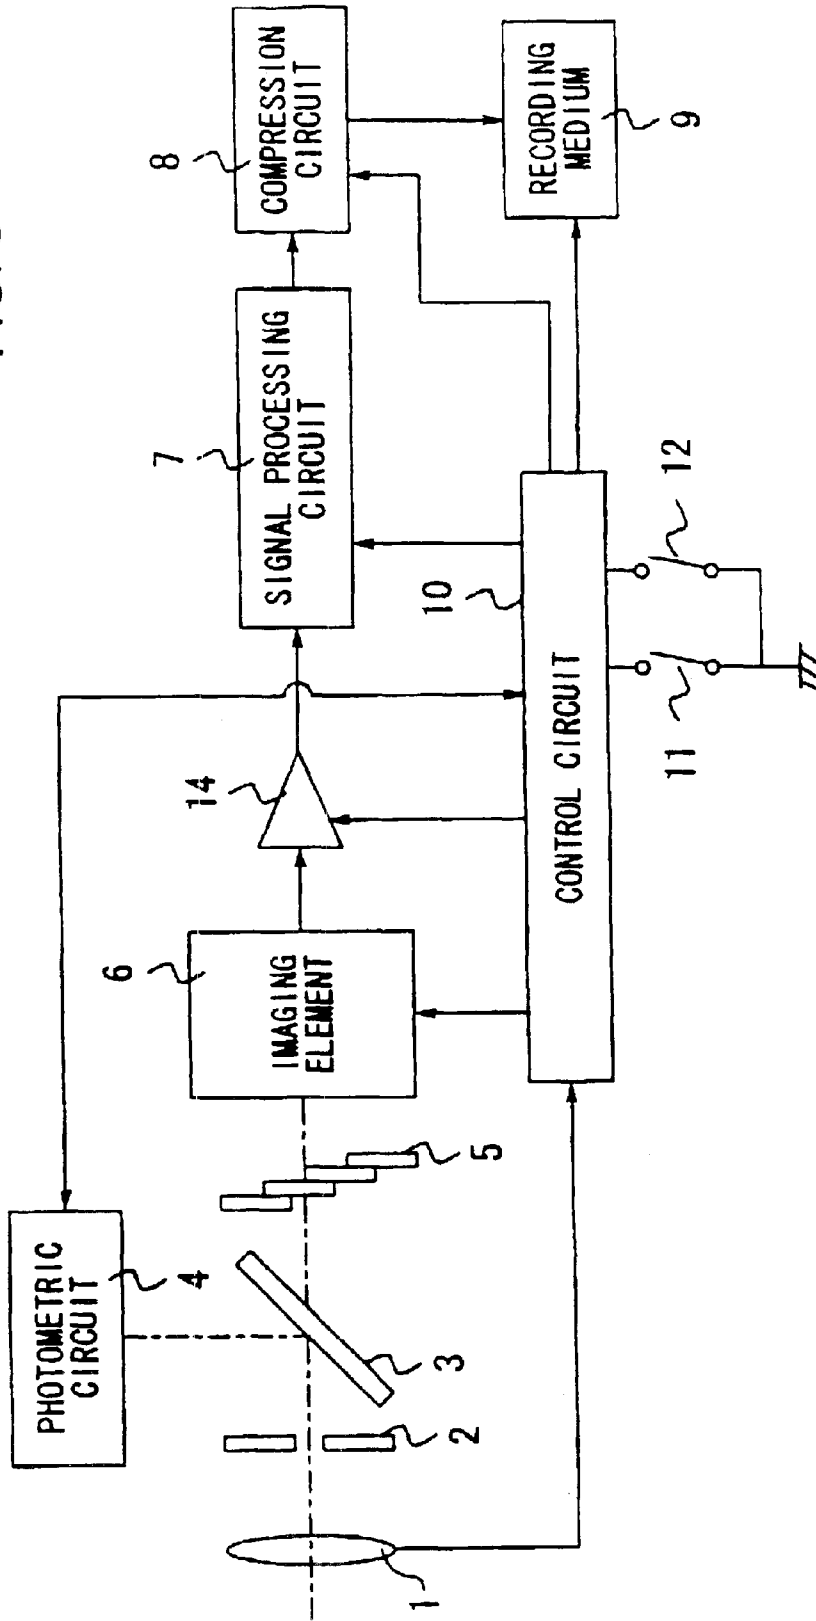 PHOTOMETRIC
CIRCUIT
4
6
14
7
8
IMAGING
ELEMENT
SIGNAL PROCESSING
CIRCUIT
COMPRESSION
CIRCUIT
1
2
3
5
10
CONTROL CIRCUIT
RECORDING
MEDIUM
9
11
12